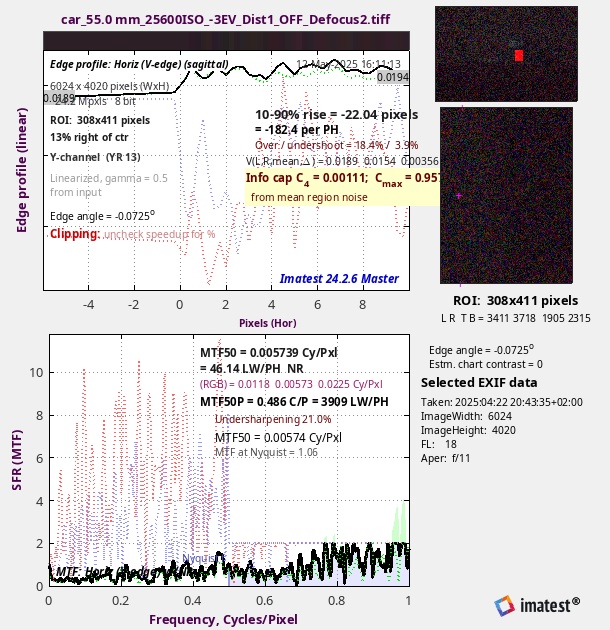 car_55.0 mm_25600ISO_-3EV_Dist1_OFF_Defocus2.tiff
Edge profile: Horiz (V-edge) (sagittal)
12-May-2025 16:11:13
0.0194
6024 x 4020 pixels (WxH)
0.0189
24.2 Mpxls 8 bit
ROI: 308x411 pixels
13% right of ctr
Y-channel (YR 13)
Linearized, gamma = 0.5
from input
Edge angle = -0.0725°
Clipping: uncheck speedup for %
10-90% rise = -22.04 pixels
= -182.4 per PH
Over/undershoot = 18.4% / 3.9%
V(L,R,mean,Δ) = 0.0189 0.0154 0.00356
Info cap C4 = 0.00111; Cmax = 0.957
from mean region noise
Imatest 24.2.6 Master
Edge profile (linear)
-4 -2 0 2 4 6 8
Pixels (Hor)
ROI: 308x411 pixels
L R T B = 3411 3718 1905 2315
Edge angle = -0.0725°
Estm. chart contrast = 0
Selected EXIF data
Taken: 2025:04:22 20:43:35+02:00
ImageWidth: 6024
ImageHeight: 4020
FL: 18
Aper: f/11
MTF50 = 0.005739 Cy/Pxl
= 46.14 LW/PH NR
(RGB) = 0.0118 0.00573 0.0225 Cy/Pxl
MTF50P = 0.486 C/P = 3909 LW/PH
Undersharpening 21.0%
MTF50 = 0.00574 Cy/Pxl
MTF at Nyquist = 1.06
Nyquist
MTF: Horiz
SFR (MTF)
10
8
6
4
2
0
0 0.2 0.4 0.6 0.8 1
Frequency, Cycles/Pixel
imatest®